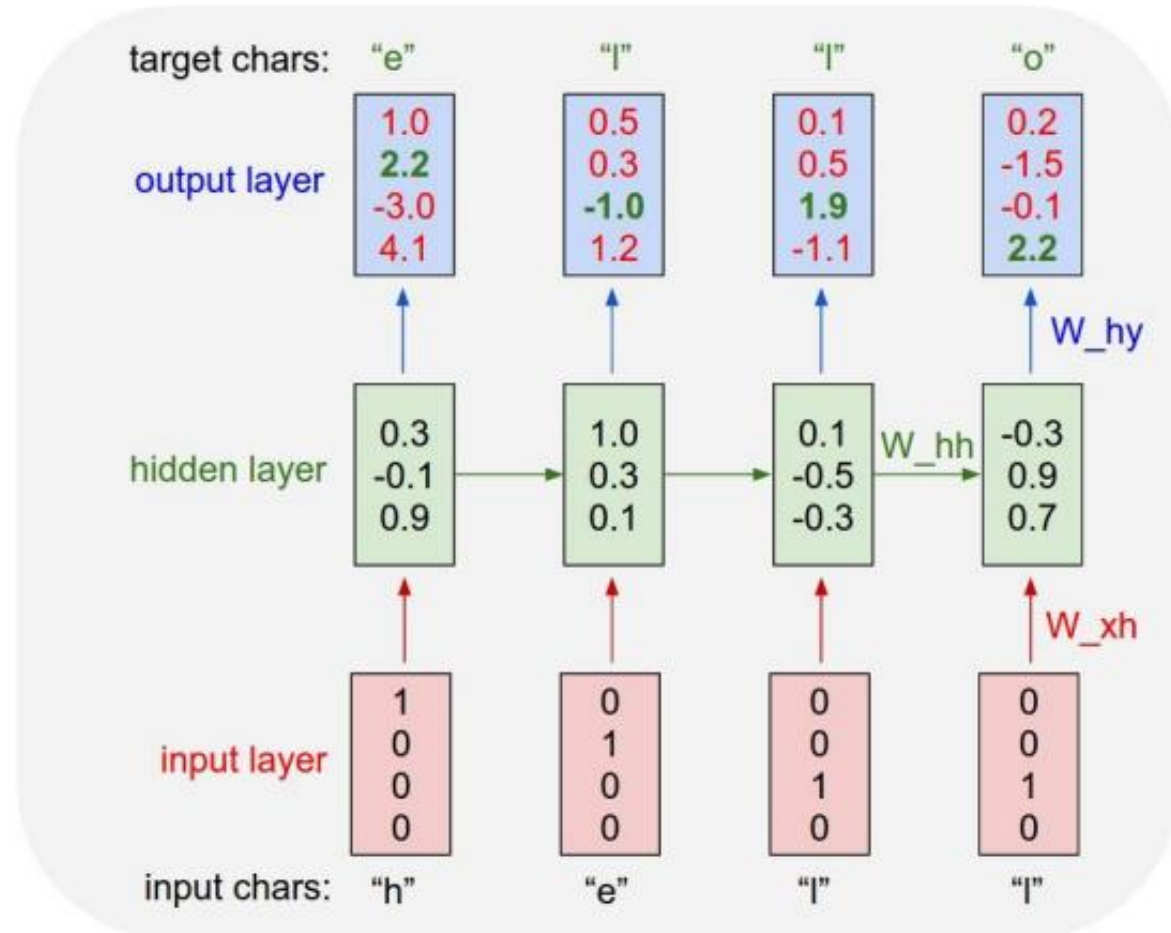 target chars: “e” “l” “l” “o”
1.0 0.5 0.1 0.2
2.2 0.3 0.5 -1.5
output layer
-3.0 -1.0 1.9 -0.1
4.1 1.2 -1.1 2.2
W_hy
0.3 1.0 0.1 -0.3
W_hh
hidden layer -0.1 0.3 -0.5 0.9
0.9 0.1 -0.3 0.7
W_xh
1 0 0 0
0 1 0 0
input layer
0 0 1 1
0 0 0 0
input chars: “h” “e” “l” “l”